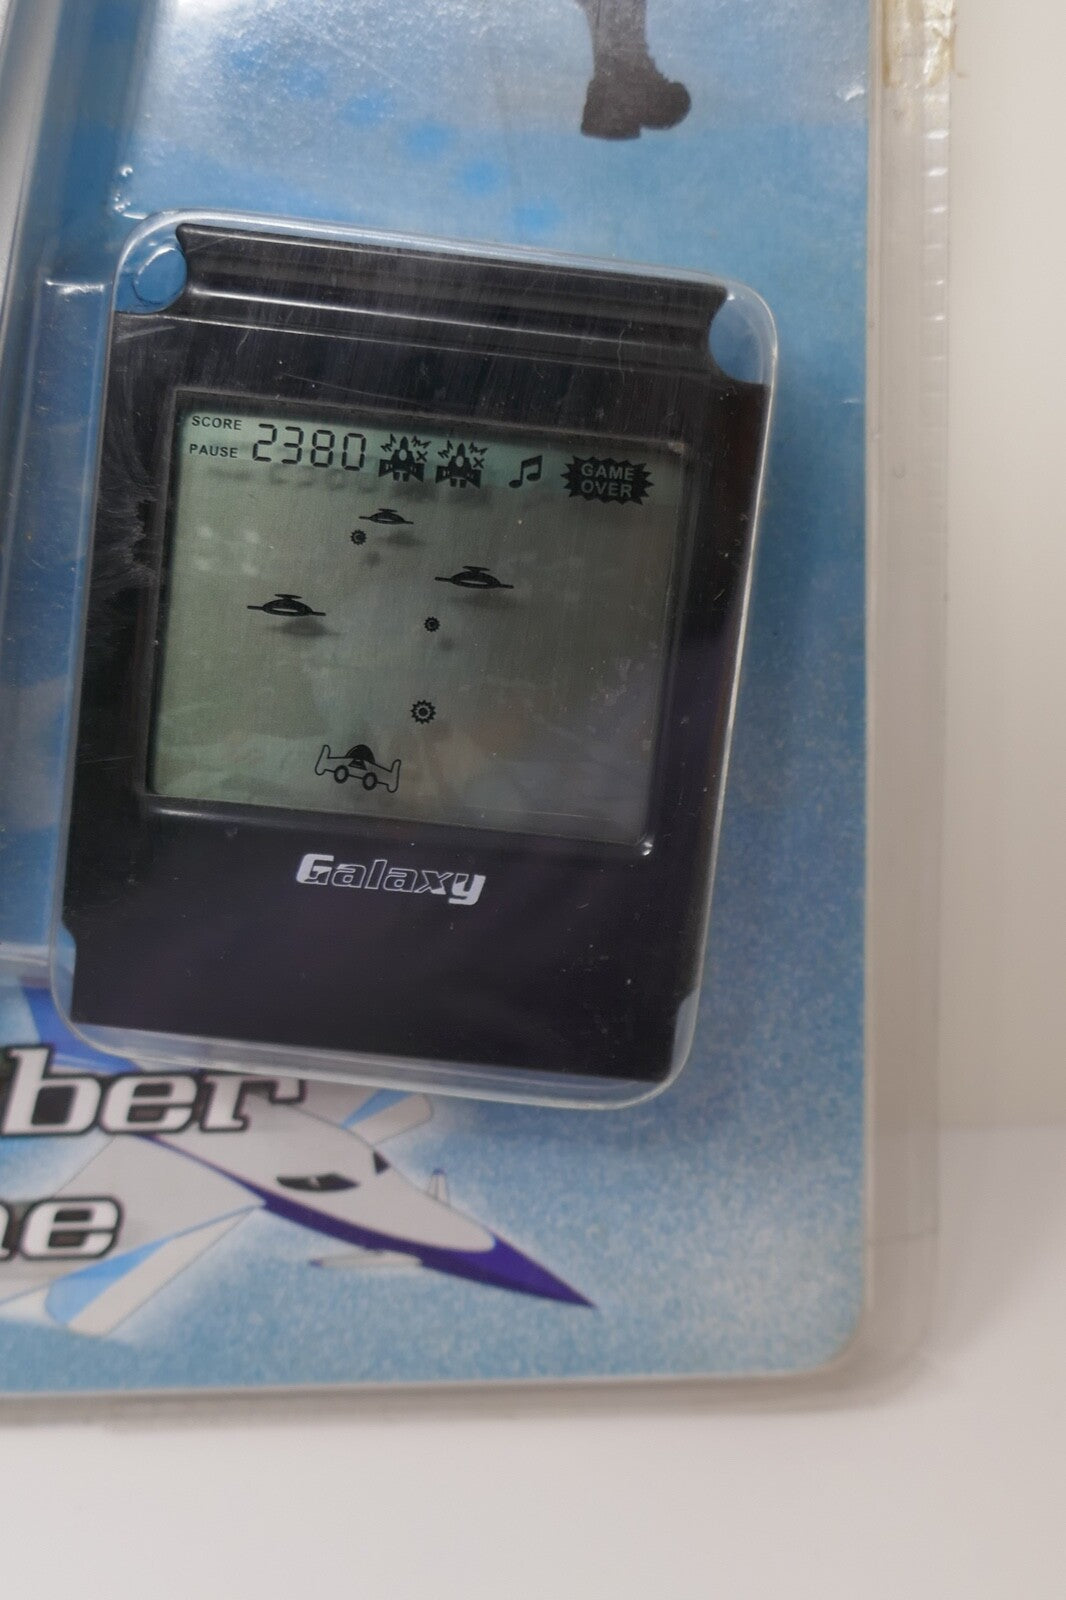 SCORE
PAUSE 2380
GAME
OVER
Galaxy
ber
ne